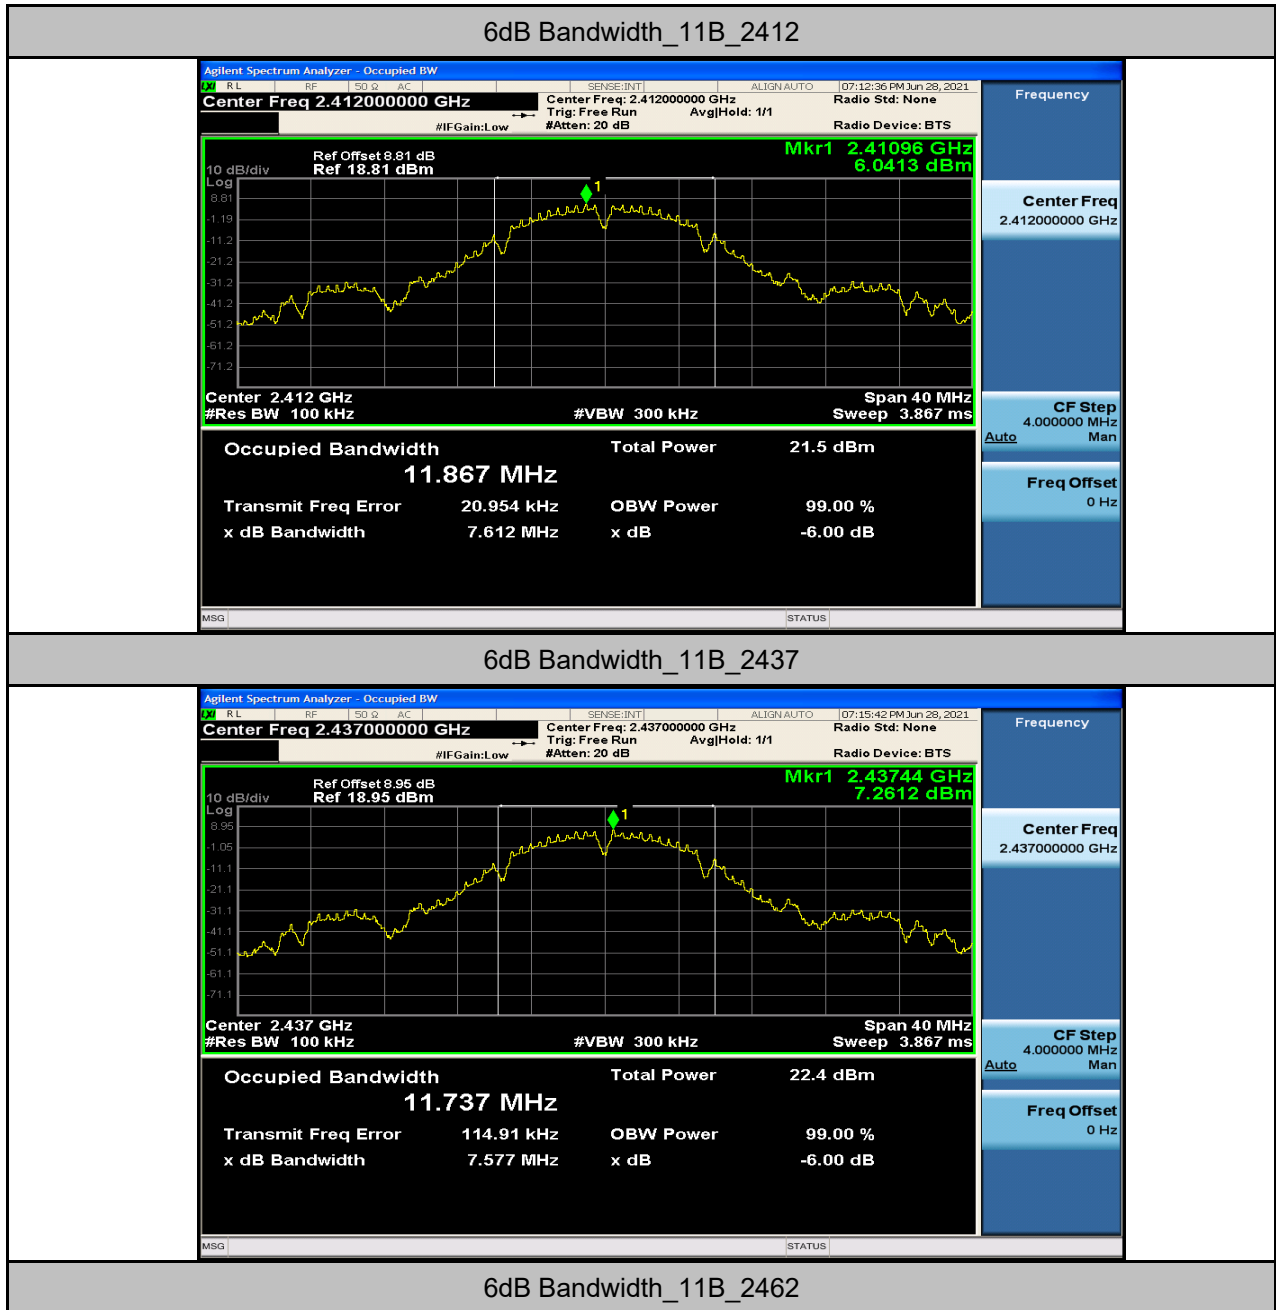 6dB Bandwidth_11B_2412
Agilent Spectrum Analyzer - Occupied BW
LXI RL RF 50 Ω AC SENSE:INT ALIGN AUTO 07:12:36 PM Jun 28, 2021
Center Freq 2.412000000 GHz Center Freq: 2.412000000 GHz Radio Std: None
Trig: Free Run Avg|Hold: 1/1
#IFGain:Low #Atten: 20 dB Radio Device: BTS
Frequency
Mkr1 2.41096 GHz
6.0413 dBm
Ref Offset 8.81 dB
10 dB/div Ref 18.81 dBm
Log
1
8.81
-1.19
-11.2
-21.2
-31.2
-41.2
-51.2
-61.2
-71.2
Center 2.412 GHz Span 40 MHz
#Res BW 100 kHz #VBW 300 kHz Sweep 3.867 ms
Center Freq
2.412000000 GHz
CF Step
4.000000 MHz
Auto Man
Freq Offset
0 Hz
Occupied Bandwidth Total Power 21.5 dBm
11.867 MHz
Transmit Freq Error 20.954 kHz OBW Power 99.00 %
x dB Bandwidth 7.612 MHz x dB -6.00 dB
MSG STATUS
6dB Bandwidth_11B_2437
Agilent Spectrum Analyzer - Occupied BW
LXI RL RF 50 Ω AC SENSE:INT ALIGN AUTO 07:15:42 PM Jun 28, 2021
Center Freq 2.437000000 GHz Center Freq: 2.437000000 GHz Radio Std: None
Trig: Free Run Avg|Hold: 1/1
#IFGain:Low #Atten: 20 dB Radio Device: BTS
Frequency
Mkr1 2.43744 GHz
7.2612 dBm
Ref Offset 8.95 dB
10 dB/div Ref 18.95 dBm
Log
1
8.95
-1.05
-11.1
-21.1
-31.1
-41.1
-51.1
-61.1
-71.1
Center 2.437 GHz Span 40 MHz
#Res BW 100 kHz #VBW 300 kHz Sweep 3.867 ms
Center Freq
2.437000000 GHz
CF Step
4.000000 MHz
Auto Man
Freq Offset
0 Hz
Occupied Bandwidth Total Power 22.4 dBm
11.737 MHz
Transmit Freq Error 114.91 kHz OBW Power 99.00 %
x dB Bandwidth 7.577 MHz x dB -6.00 dB
MSG STATUS
6dB Bandwidth_11B_2462